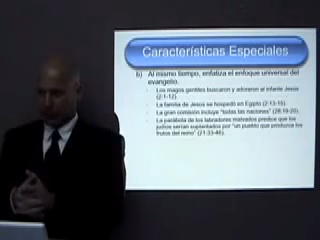 Características Especiales
b) Al mismo tiempo, enfatiza el enfoque universal del
evangelio.
- Los magos gentiles buscaron y adoraron al infante Jesús
(2:1-12).
- La familia de Jesús se hospedó en Egipto (2:13-15).
- La gran comisión incluye "todas las naciones" (28:19-20).
- La parábola de los labradores malvados predice que los
judíos serían suplantados por "un pueblo que produzca los
frutos del reino" (21:33-46).